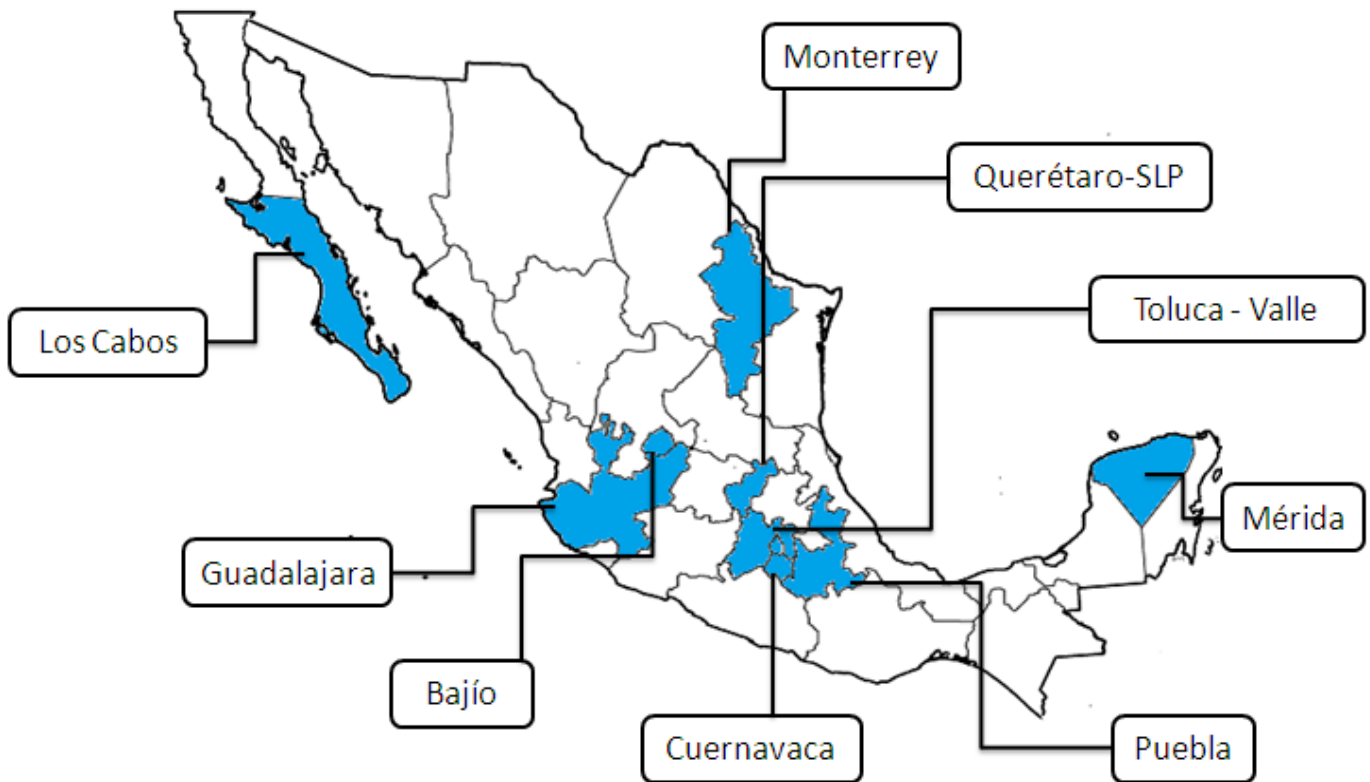 Monterrey
Querétaro-SLP
Toluca - Valle
Los Cabos
Mérida
Guadalajara
Bajío
Cuernavaca
Puebla